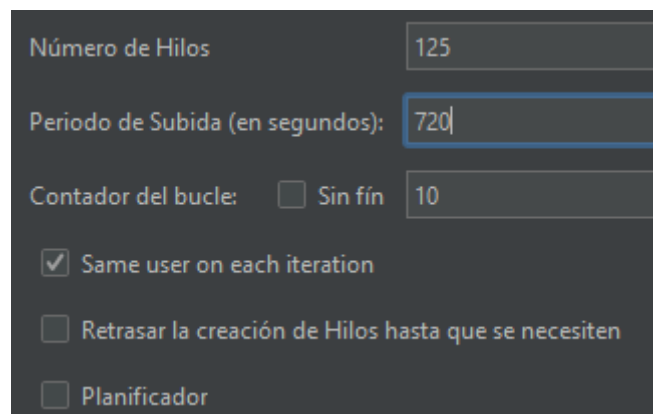 Número de Hilos 125
Periodo de Subida (en segundos): 720
Contador del bucle: Sin fín 10
Same user on each iteration
Retrasar la creación de Hilos hasta que se necesiten
Planificador